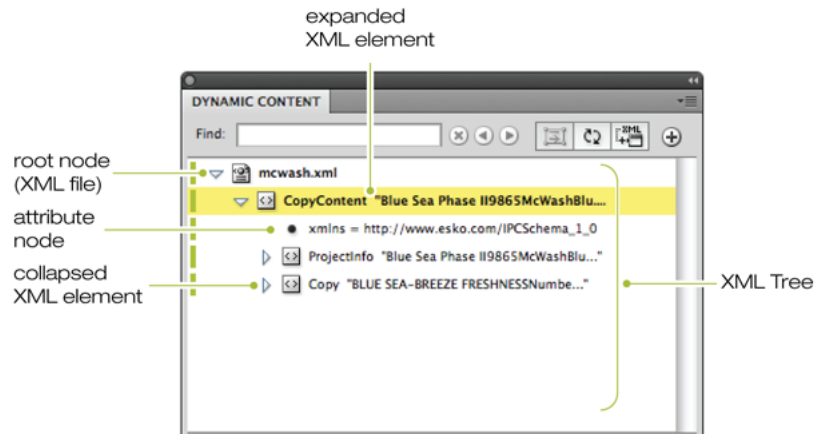 expanded
XML element
DYNAMIC CONTENT
Find:
XML
root node
(XML file)
mcwash.xml
CopyContent "Blue Sea Phase II9865McWashBlu....
attribute
node
xmlns = http://www.esko.com/IPCSchema_1_0
ProjectInfo "Blue Sea Phase II9865McWashBlu..."
collapsed
XML element
Copy "BLUE SEA-BREEZE FRESHNESSNumbe..."
XML Tree